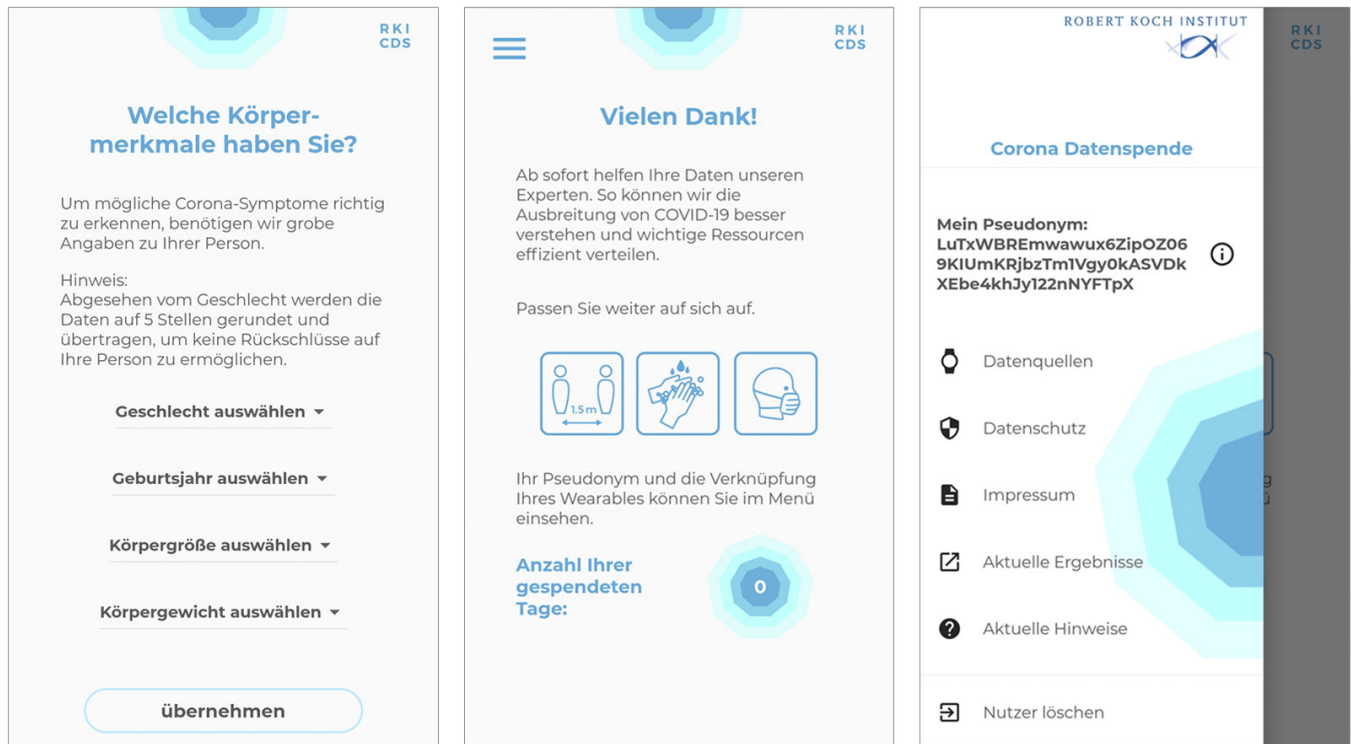 RKI
CDS
Welche Körper-
merkmale haben Sie?
Um mögliche Corona-Symptome richtig
zu erkennen, benötigen wir grobe
Angaben zu Ihrer Person.
Hinweis:
Abgesehen vom Geschlecht werden die
Daten auf 5 Stellen gerundet und
übertragen, um keine Rückschlüsse auf
Ihre Person zu ermöglichen.
Geschlecht auswählen
Geburtsjahr auswählen
Körpergröße auswählen
Körpergewicht auswählen
übernehmen
RKI
CDS
Vielen Dank!
Ab sofort helfen Ihre Daten unseren
Experten. So können wir die
Ausbreitung von COVID-19 besser
verstehen und wichtige Ressourcen
effizient verteilen.
Passen Sie weiter auf sich auf.
1,5 m
Ihr Pseudonym und die Verknüpfung
Ihres Wearables können Sie im Menü
einsehen.
Anzahl Ihrer
gespendeten
Tage:
0
ROBERT KOCH INSTITUT
RKI
CDS
Corona Datenspende
Mein Pseudonym:
LuTxWBREmwawux6ZipOZ06
9KIUmKRjbzTm1Vgy0kASVDk
XEbe4khJy122nNYFTpX
Datenquellen
Datenschutz
Impressum
Aktuelle Ergebnisse
Aktuelle Hinweise
Nutzer löschen